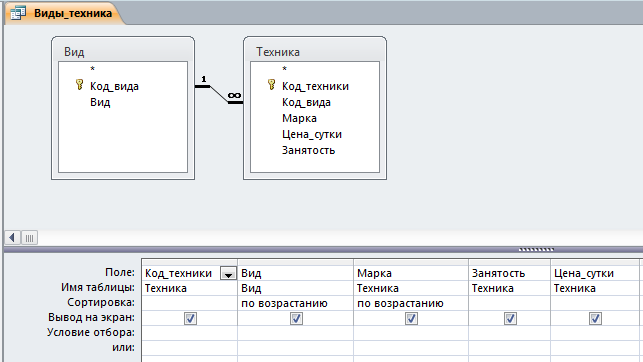 Виды_техника
Вид
*
Код_вида
Вид
1
∞
Техника
*
Код_техники
Код_вида
Марка
Цена_сутки
Занятость
Поле: Код_техники Вид Марка Занятость Цена_сутки
Имя таблицы: Техника Вид Техника Техника Техника
Сортировка: по возрастанию по возрастанию
Вывод на экран:
Условие отбора:
или: